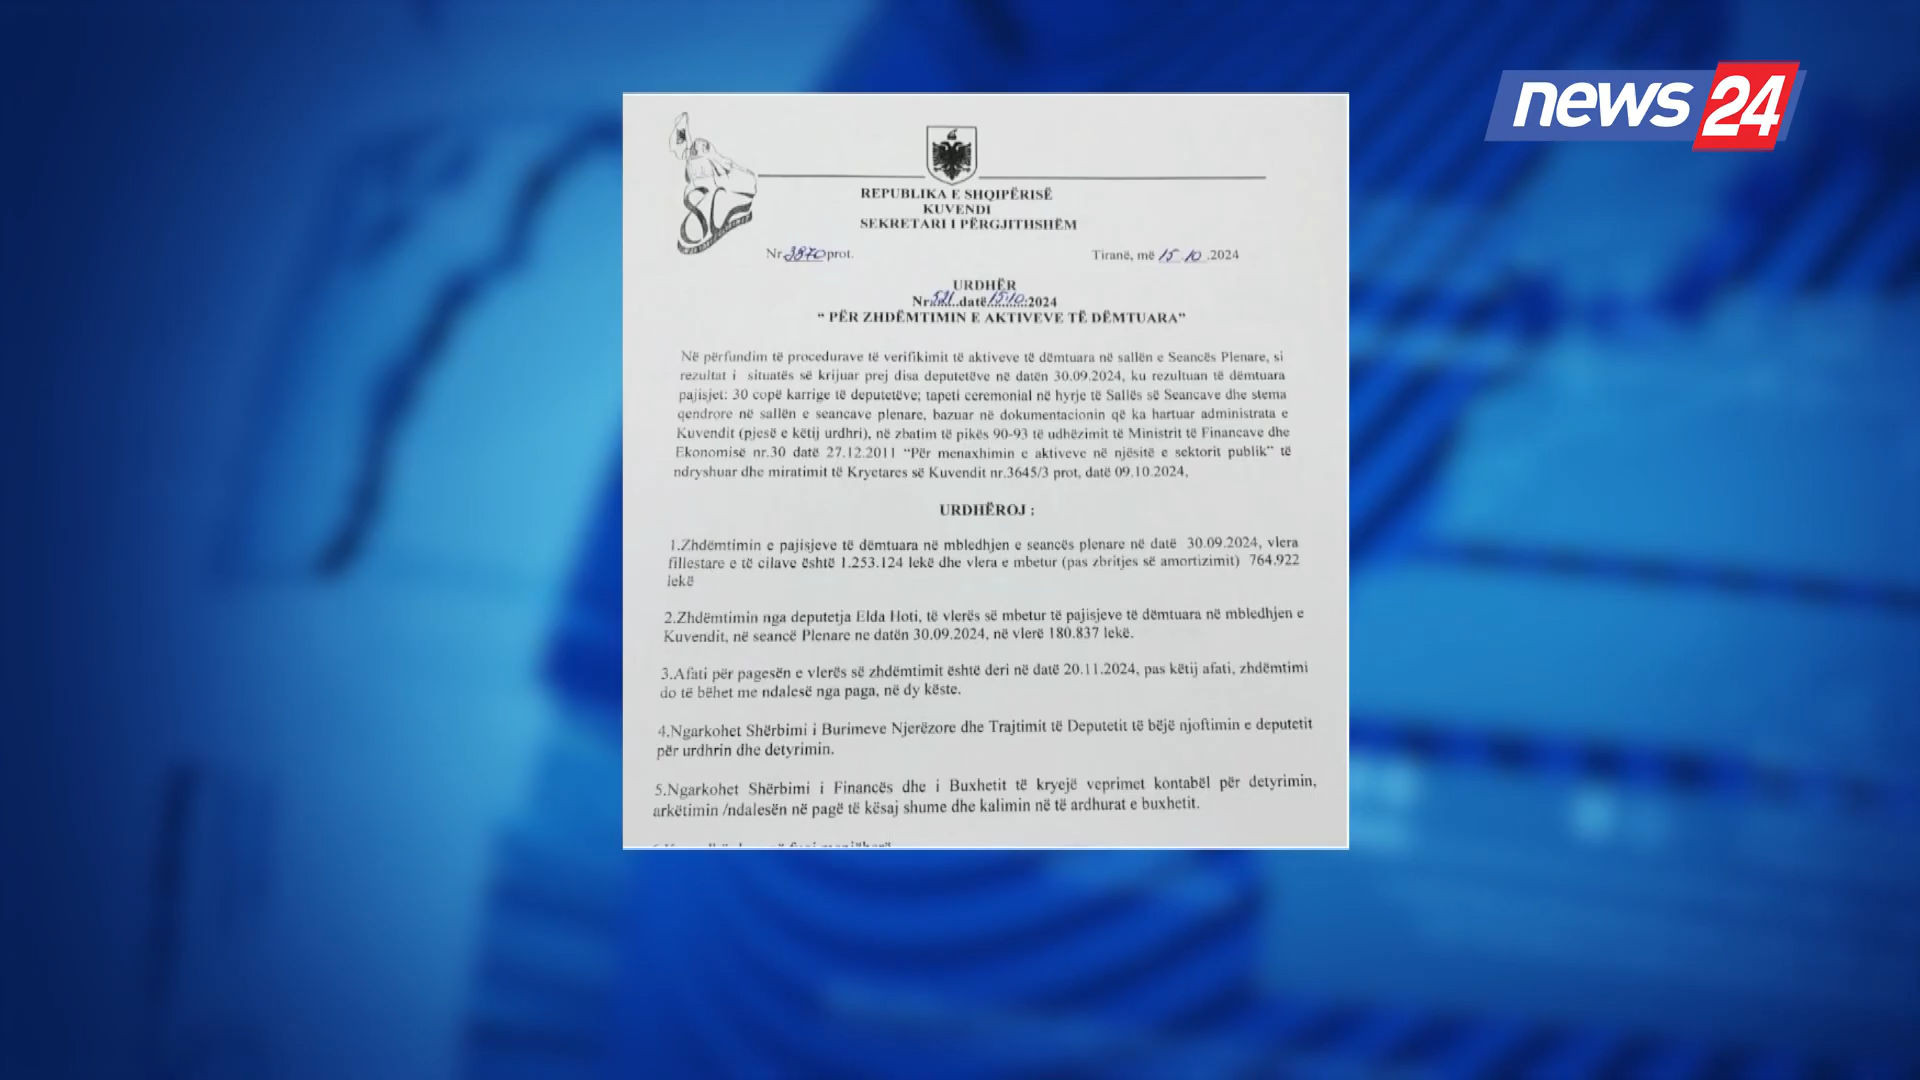 news 24
80
REPUBLIKA E SHQIPËRISË
KUVENDI
SEKRETARI I PËRGJITHSHËM
Nr. 3870 prot.
Tiranë, më 15.10.2024
URDHËR
Nr. 521 datë 15.10.2024
“ PËR ZHDËMTIMIN E AKTIVEVE TË DËMTUARA”
Në përfundim të procedurave të verifikimit të aktiveve të dëmtuara në sallën e Seancës Plenare, si
rezultat i situatës së krijuar prej disa deputetëve në datën 30.09.2024, ku rezultuan të dëmtuara
pajisjet: 30 copë karrige të deputetëve; tapeti ceremonial në hyrje të Sallës së Seancave dhe stema
qendrore në sallën e seancave plenare, bazuar në dokumentacionin që ka hartuar administrata e
Kuvendit (pjesë e këtij urdhri), në zbatim të pikës 90-93 të udhëzimit të Ministrit të Financave dhe
Ekonomisë nr.30 datë 27.12.2011 “Për menaxhimin e aktiveve në njësitë e sektorit publik” të
ndryshuar dhe miratimit të Kryetares së Kuvendit nr.3645/3 prot, datë 09.10.2024,
URDHËROJ :
1.Zhdëmtimin e pajisjeve të dëmtuara në mbledhjen e seancës plenare në datë 30.09.2024, vlera
fillestare e të cilave është 1.253.124 lekë dhe vlera e mbetur (pas zbritjes së amortizimit) 764.922
lekë
2.Zhdëmtimin nga deputetja Elda Hoti, të vlerës së mbetur të pajisjeve të dëmtuara në mbledhjen e
Kuvendit, në seancë Plenare ne datën 30.09.2024, në vlerë 180.837 lekë.
3.Afati për pagesën e vlerës së zhdëmtimit është deri në datë 20.11.2024, pas këtij afati, zhdëmtimi
do të bëhet me ndalesë nga paga, në dy këste.
4.Ngarkohet Shërbimi i Burimeve Njerëzore dhe Trajtimit të Deputetit të bëjë njoftimin e deputetit
për urdhrin dhe detyrimin.
5.Ngarkohet Shërbimi i Financës dhe i Buxhetit të kryejë veprimet kontabël për detyrimin,
arkëtimin /ndalesën në pagë të kësaj shume dhe kalimin në të ardhurat e buxhetit.